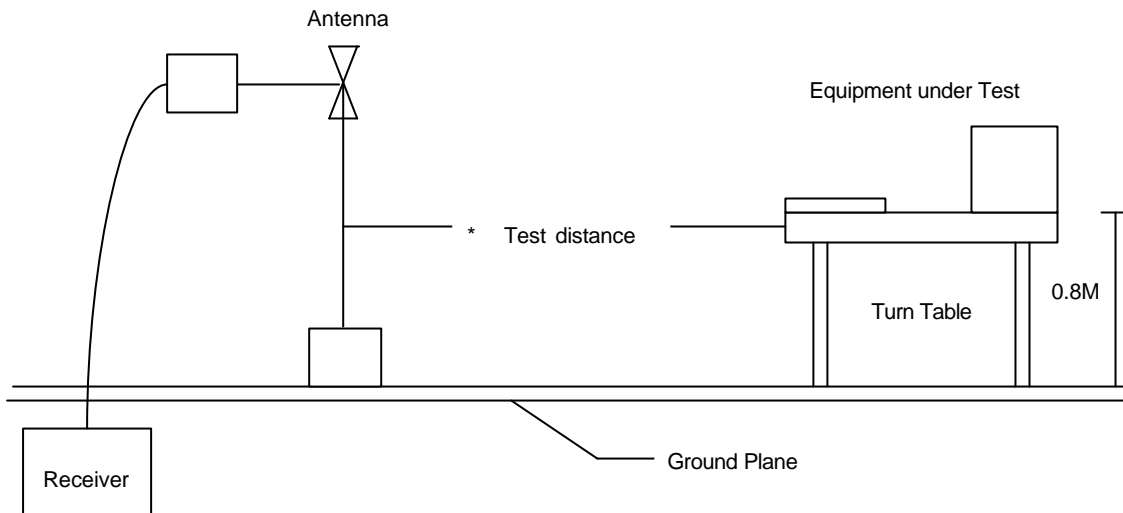 Antenna
Equipment under Test
* Test distance
0.8M
Turn Table
Ground Plane
Receiver